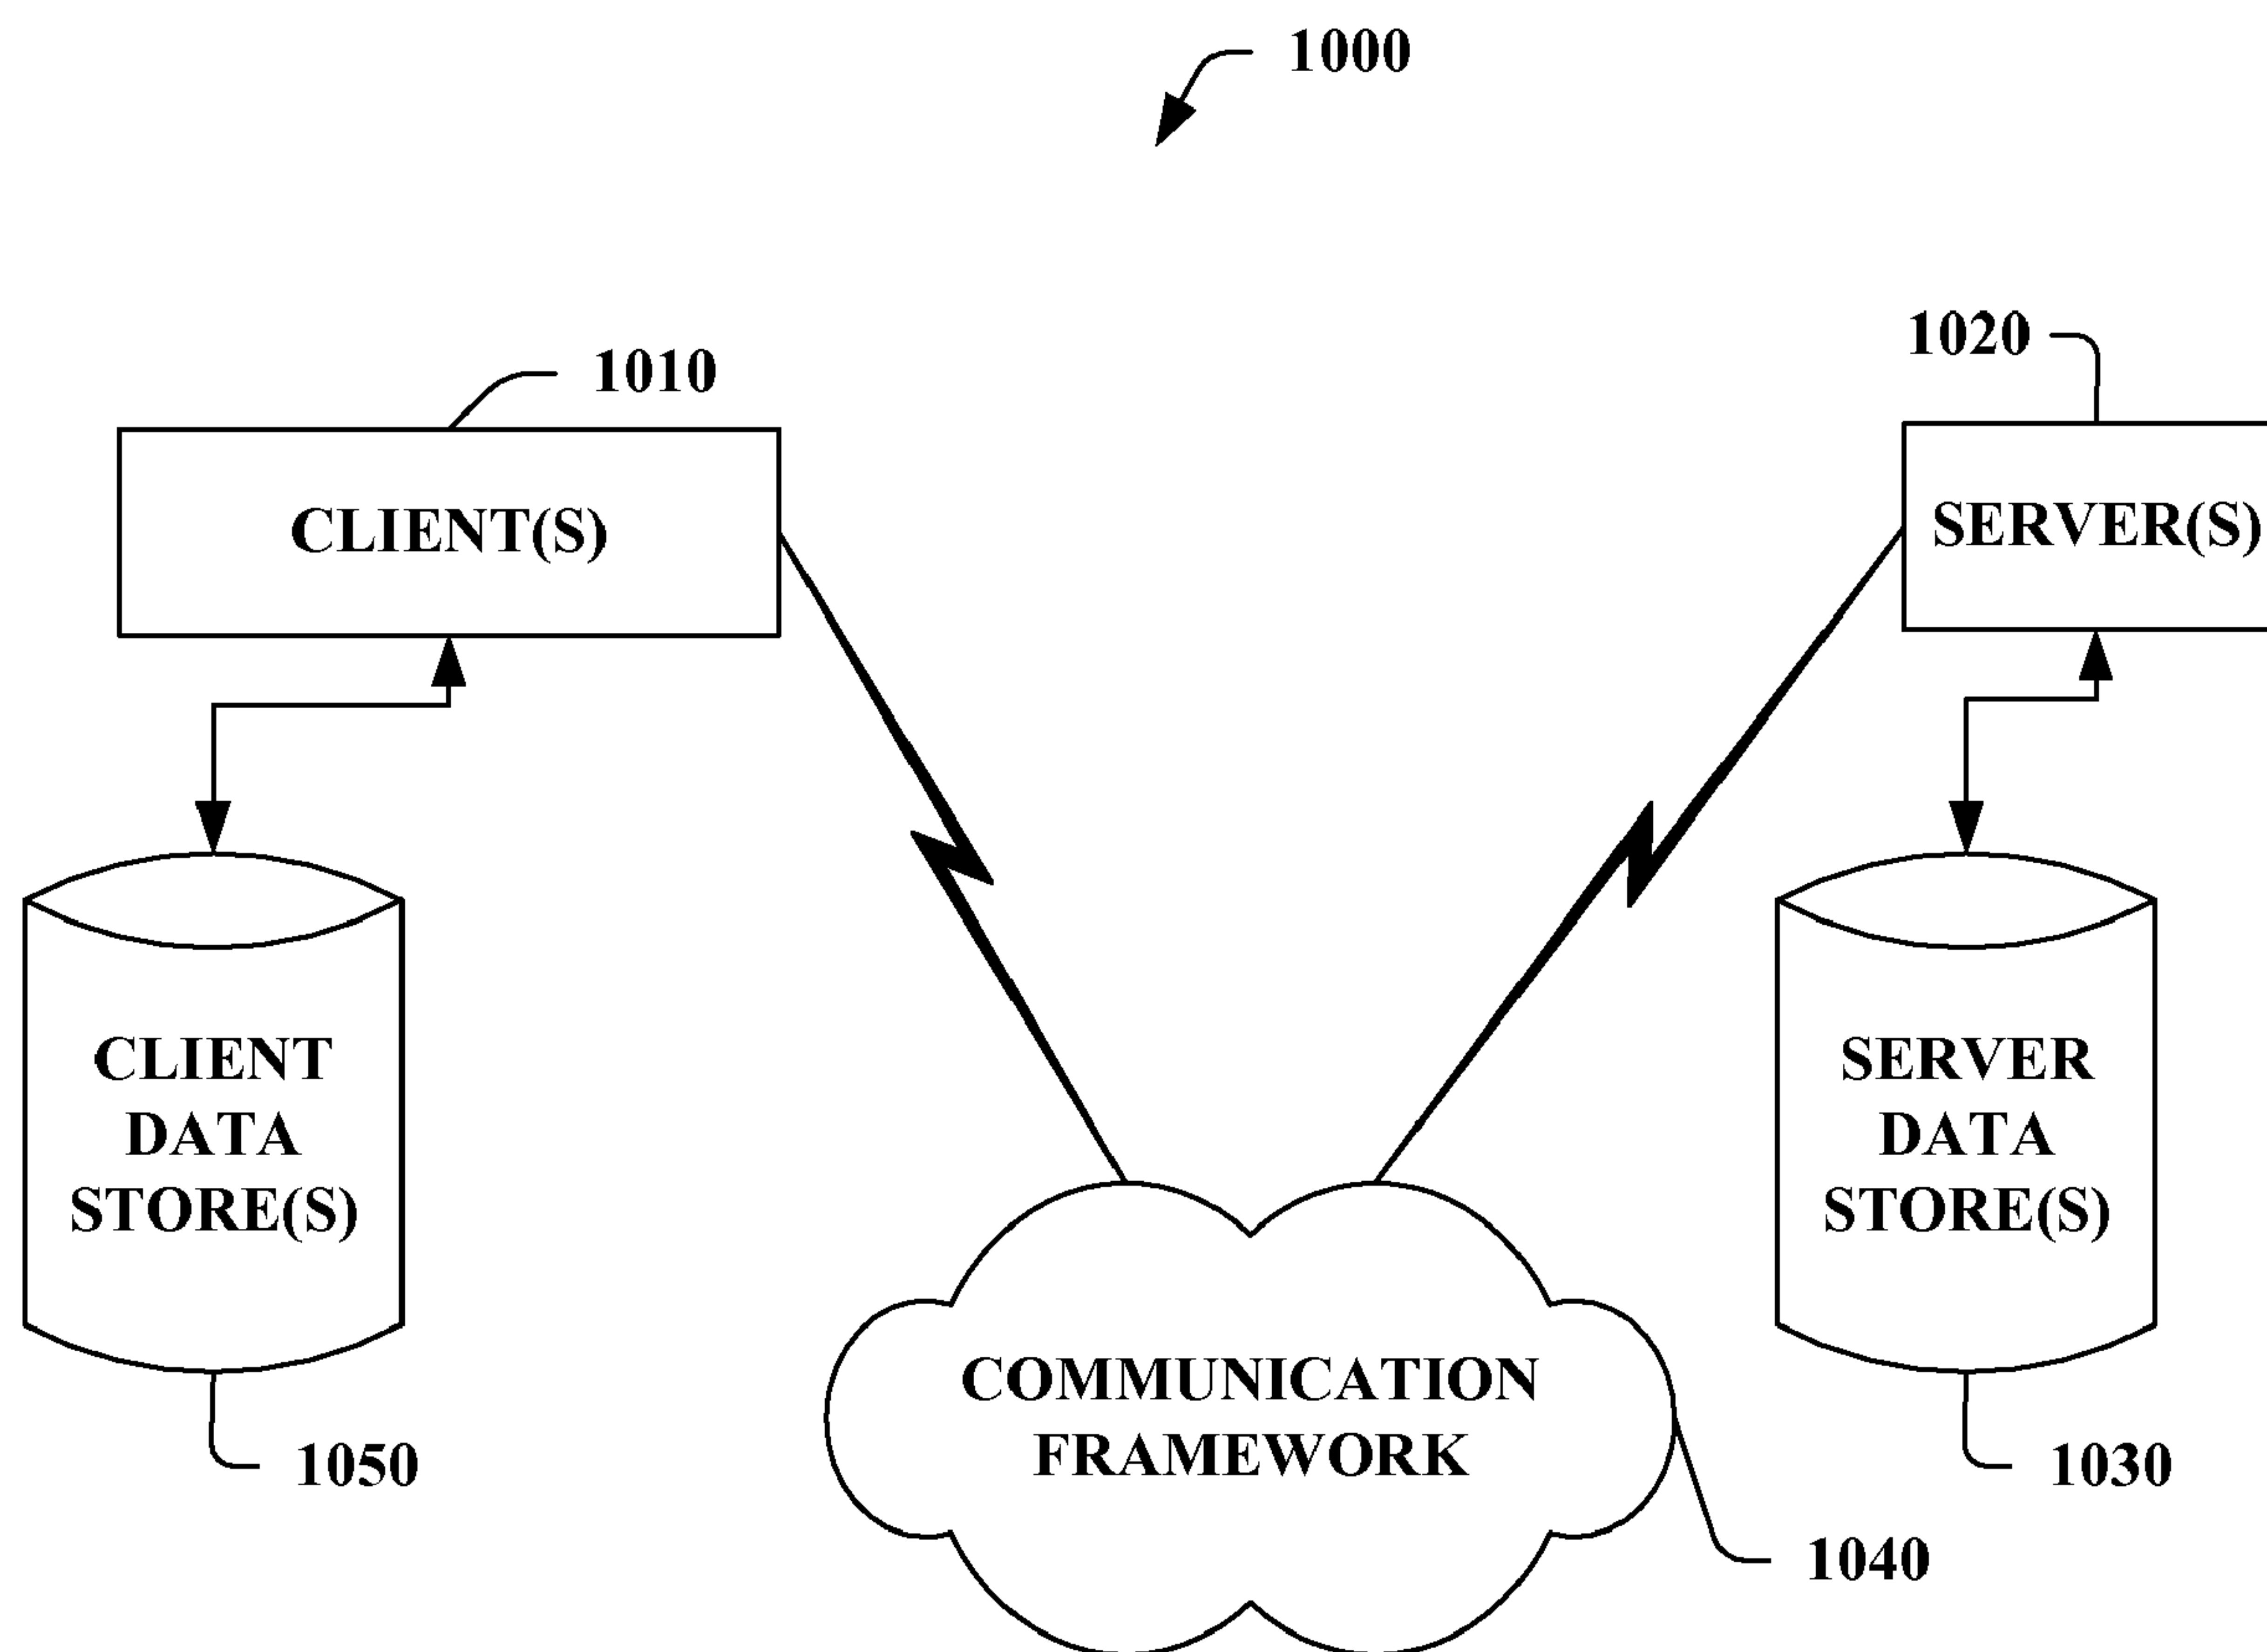 1000
1010
1020
CLIENT(S)
SERVER(S)
CLIENT
DATA
STORE(S)
SERVER
DATA
STORE(S)
COMMUNICATION
FRAMEWORK
1050
1030
1040